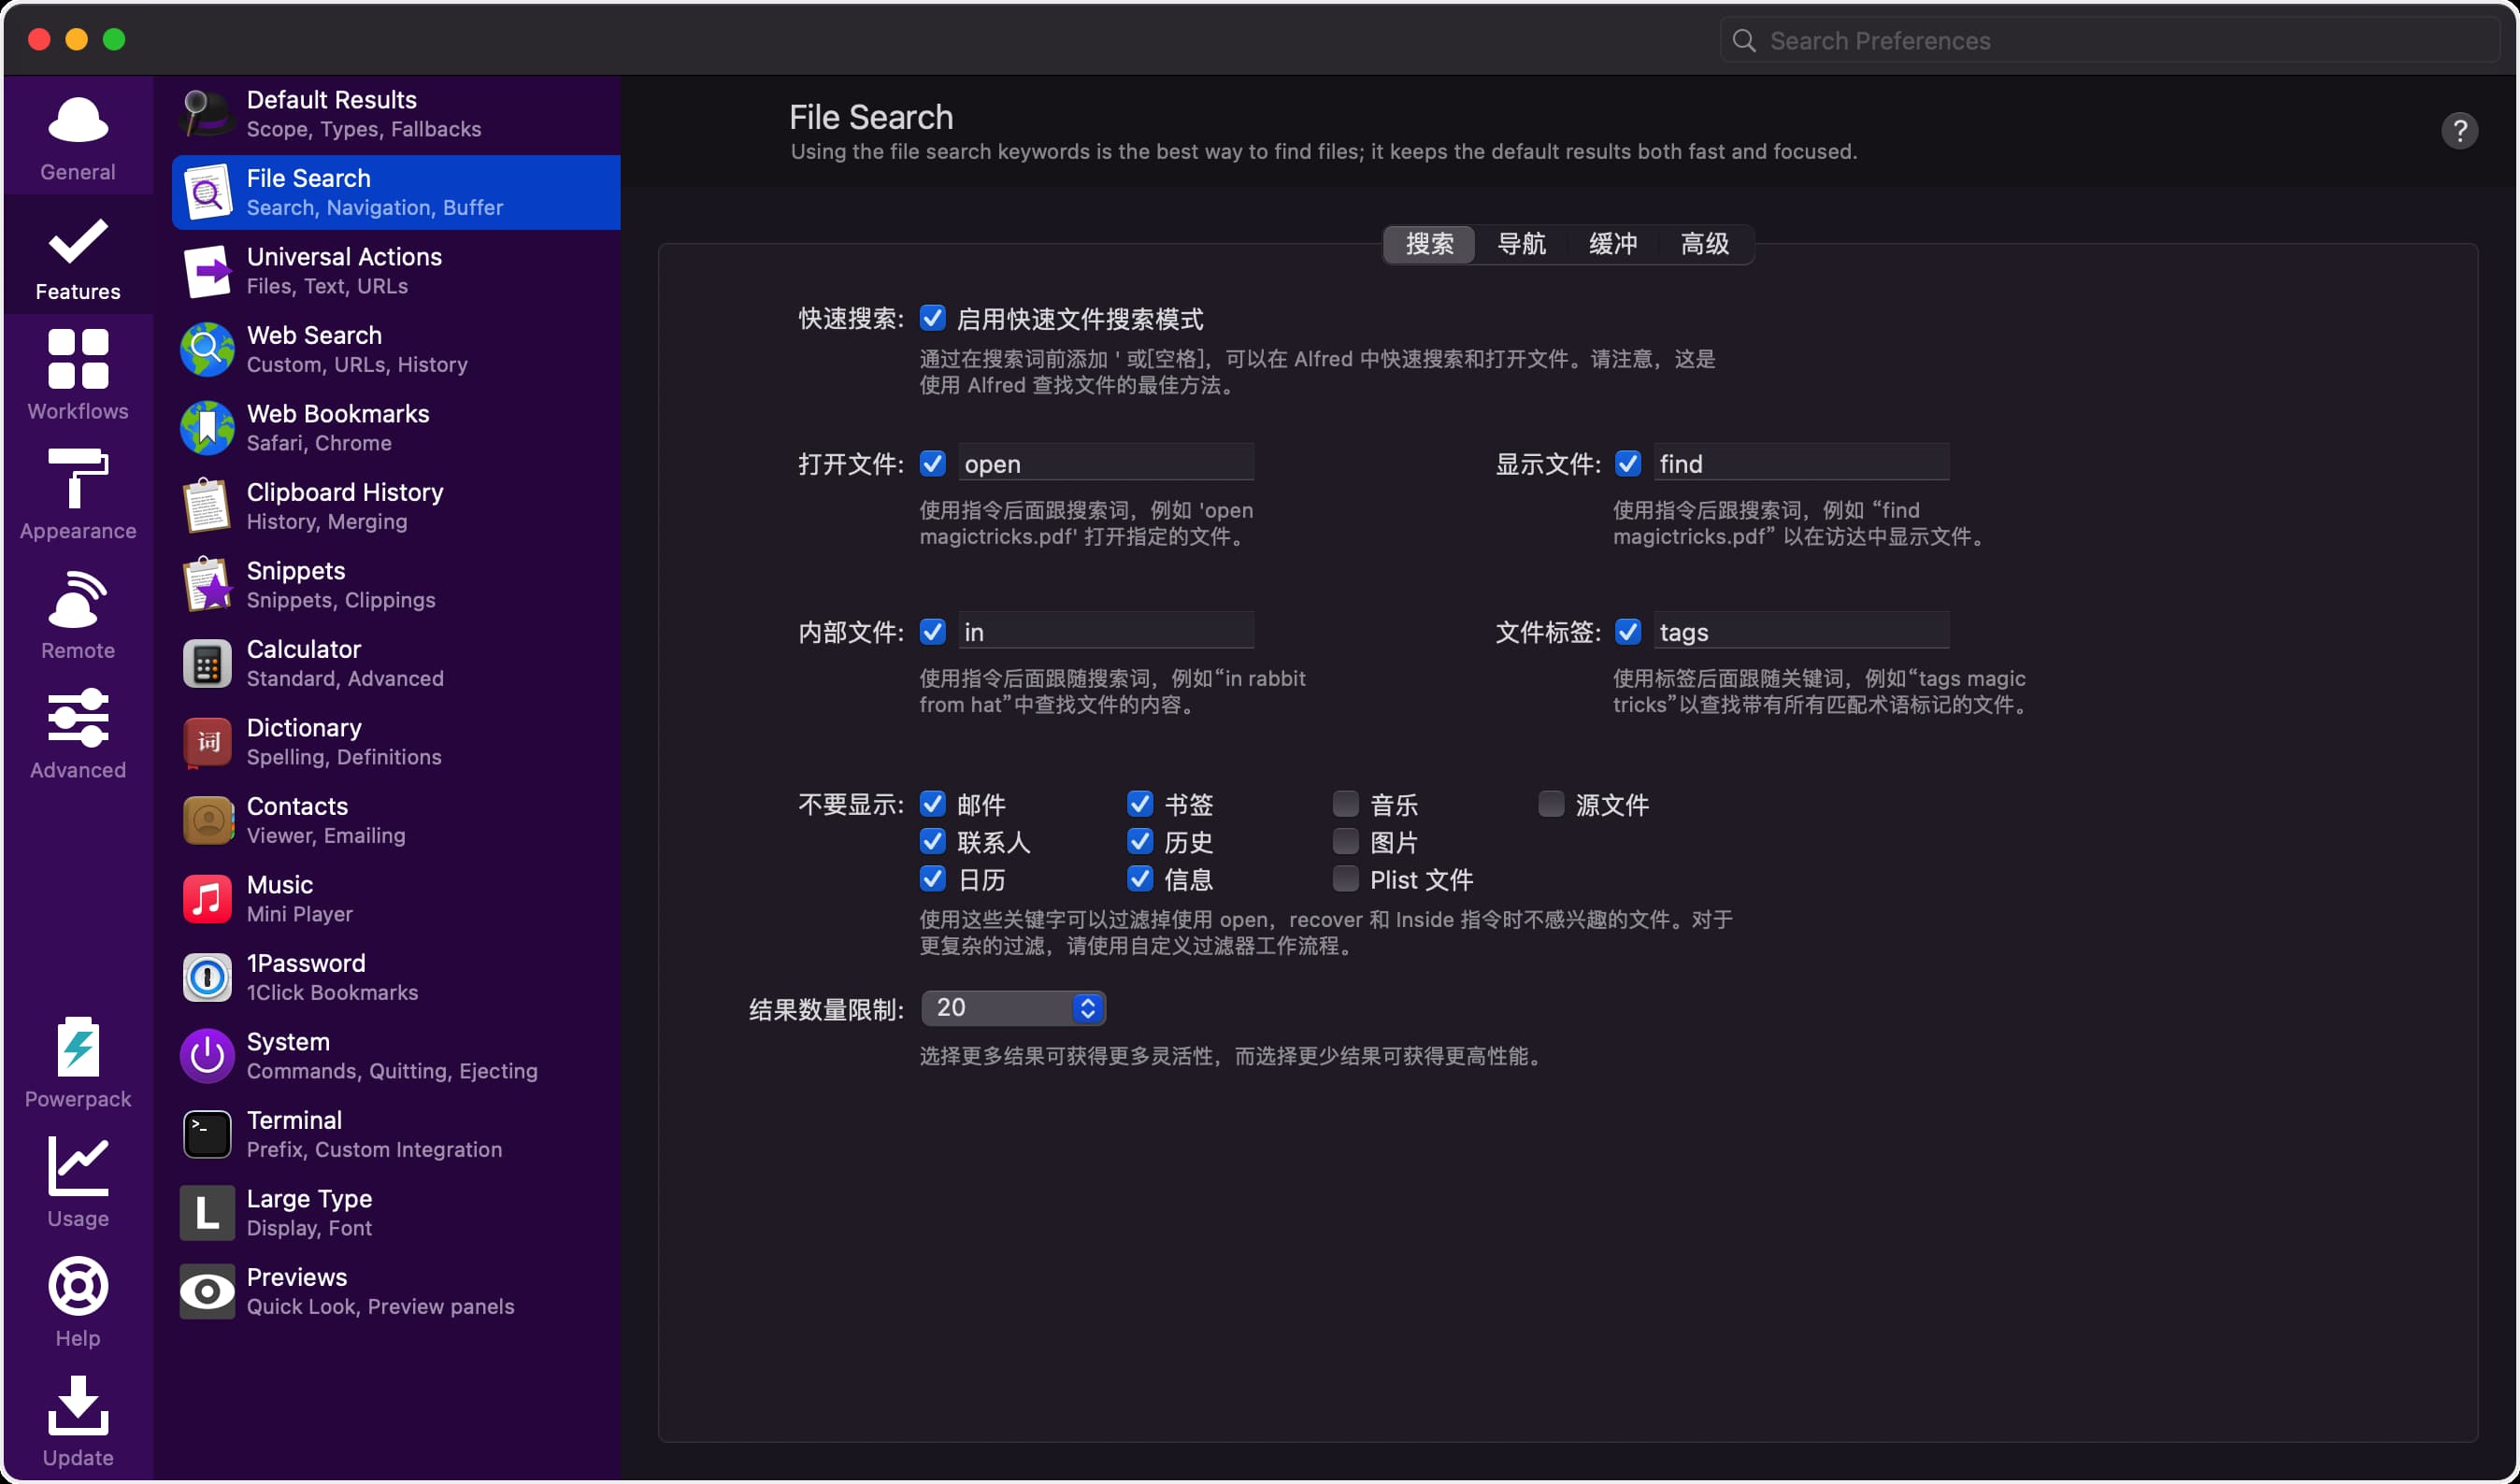 Search Preferences
General
Features
Workflows
Appearance
Remote
Advanced
Powerpack
Usage
Help
Update
Default Results
Scope, Types, Fallbacks
File Search
Search, Navigation, Buffer
Universal Actions
Files, Text, URLs
Web Search
Custom, URLs, History
Web Bookmarks
Safari, Chrome
Clipboard History
History, Merging
Snippets
Snippets, Clippings
Calculator
Standard, Advanced
词
Dictionary
Spelling, Definitions
Contacts
Viewer, Emailing
Music
Mini Player
1Password
1Click Bookmarks
System
Commands, Quitting, Ejecting
>_
Terminal
Prefix, Custom Integration
L
Large Type
Display, Font
Previews
Quick Look, Preview panels
File Search
Using the file search keywords is the best way to find files; it keeps the default results both fast and focused.
?
搜索 导航 缓冲 高级
快速搜索: 启用快速文件搜索模式
通过在搜索词前添加 ' 或[空格]，可以在 Alfred 中快速搜索和打开文件。请注意，这是
使用 Alfred 查找文件的最佳方法。
打开文件: open
使用指令后面跟搜索词，例如 'open
magictricks.pdf' 打开指定的文件。
显示文件: find
使用指令后跟搜索词，例如 “find
magictricks.pdf” 以在访达中显示文件。
内部文件: in
使用指令后面跟随搜索词，例如“in rabbit
from hat”中查找文件的内容。
文件标签: tags
使用标签后面跟随关键词，例如“tags magic
tricks”以查找带有所有匹配术语标记的文件。
不要显示: 邮件 书签 音乐 源文件
联系人 历史 图片
日历 信息 Plist 文件
使用这些关键字可以过滤掉使用 open，recover 和 Inside 指令时不感兴趣的文件。对于
更复杂的过滤，请使用自定义过滤器工作流程。
结果数量限制: 20
选择更多结果可获得更多灵活性，而选择更少结果可获得更高性能。